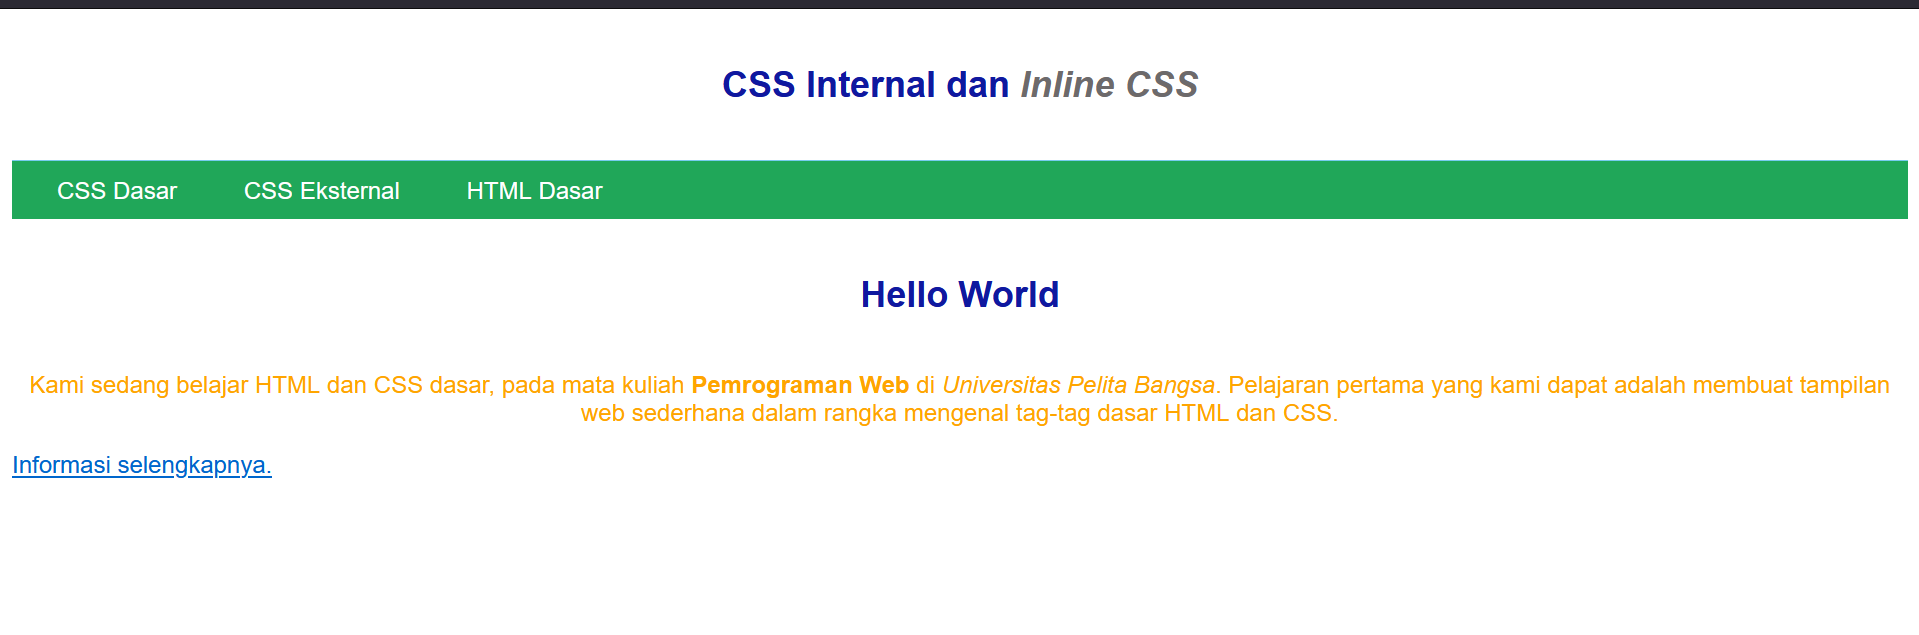 CSS Internal dan Inline CSS
CSS Dasar CSS Eksternal HTML Dasar
Hello World
Kami sedang belajar HTML dan CSS dasar, pada mata kuliah Pemrograman Web di Universitas Pelita Bangsa. Pelajaran pertama yang kami dapat adalah membuat tampilan
web sederhana dalam rangka mengenal tag-tag dasar HTML dan CSS.
Informasi selengkapnya.